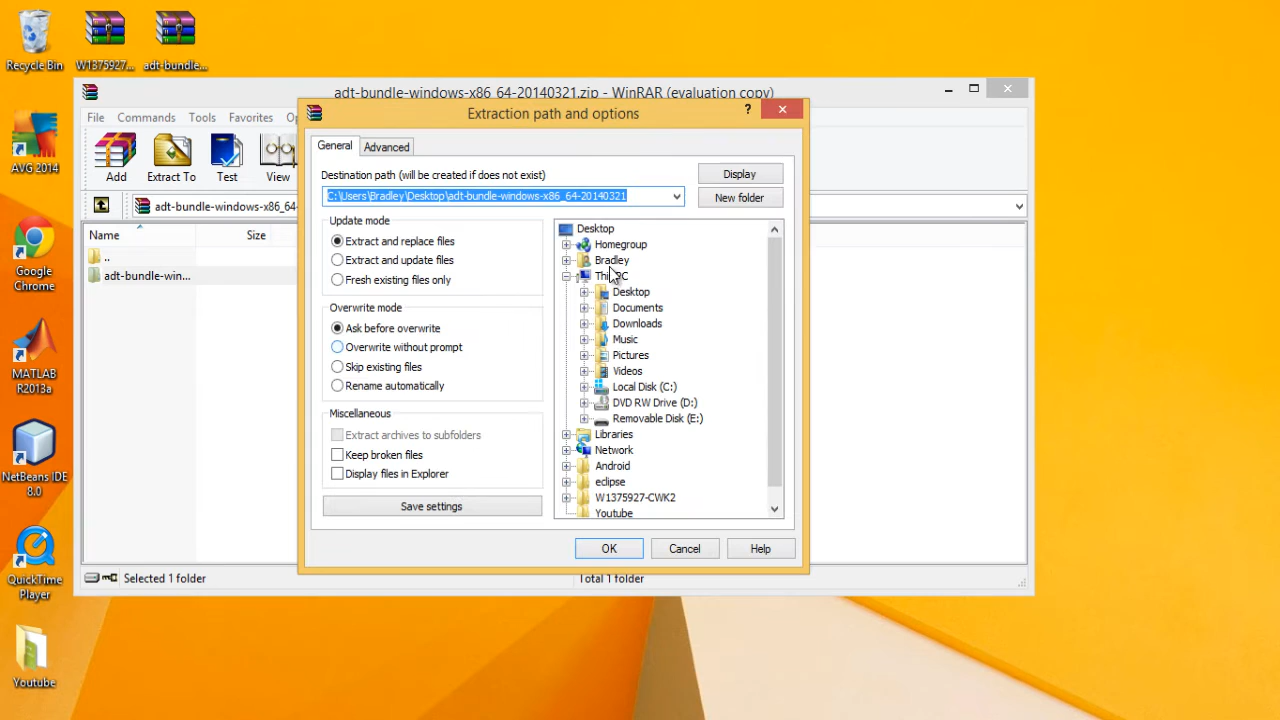 Recycle Bin
W1375927...
adt-bundle...
AVG 2014
Google
Chrome
MATLAB
R2013a
NetBeans IDE
8.0
QuickTime
Player
Youtube
adt-bundle-windows-x86_64-20140321.zip - WinRAR (evaluation copy)
File Commands Tools Favorites
Add Extract To Test View
adt-bundle-windows-x86_64
Name Size
..
adt-bundle-win...
Selected 1 folder
Total 1 folder
Extraction path and options
?
General Advanced
Destination path (will be created if does not exist)
C:\Users\Bradley\Desktop\adt-bundle-windows-x86_64-20140321
Display
New folder
Update mode
Extract and replace files
Extract and update files
Fresh existing files only
Overwrite mode
Ask before overwrite
Overwrite without prompt
Skip existing files
Rename automatically
Miscellaneous
Extract archives to subfolders
Keep broken files
Display files in Explorer
Save settings
Desktop
Homegroup
Bradley
This PC
Desktop
Documents
Downloads
Music
Pictures
Videos
Local Disk (C:)
DVD RW Drive (D:)
Removable Disk (E:)
Libraries
Network
Android
eclipse
W1375927-CWK2
Youtube
OK Cancel Help